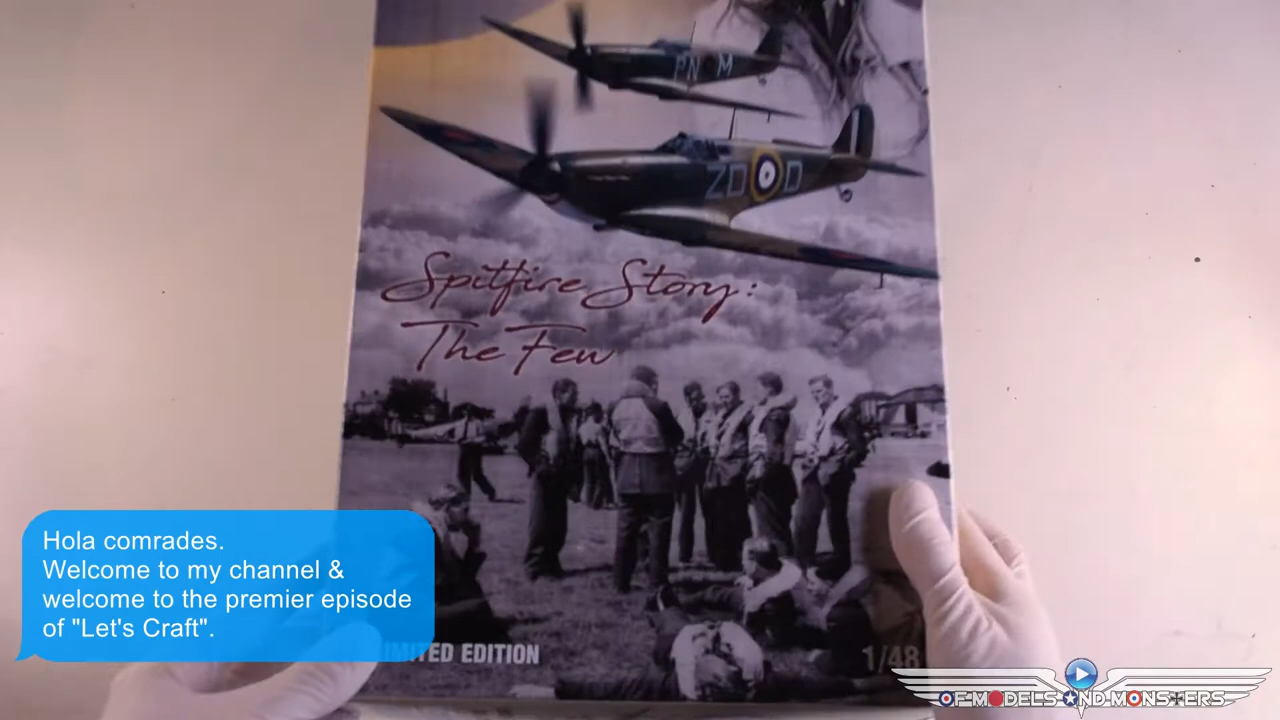 PN M
ZD D
Spitfire Story:
The Few
Hola comrades.
Welcome to my channel &
welcome to the premier episode
of "Let's Craft".
LIMITED EDITION
1/48
OF MODELS AND MONSTERS